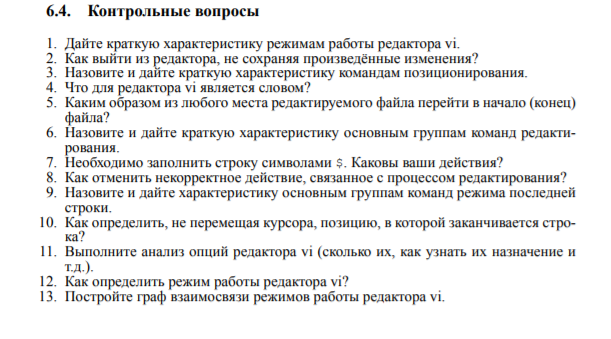 6.4. Контрольные вопросы
1. Дайте краткую характеристику режимам работы редактора vi.
2. Как выйти из редактора, не сохраняя произведённые изменения?
3. Назовите и дайте краткую характеристику командам позиционирования.
4. Что для редактора vi является словом?
5. Каким образом из любого места редактируемого файла перейти в начало (конец)
файла?
6. Назовите и дайте краткую характеристику основным группам команд редакти-
рования.
7. Необходимо заполнить строку символами $. Каковы ваши действия?
8. Как отменить некорректное действие, связанное с процессом редактирования?
9. Назовите и дайте характеристику основным группам команд режима последней
строки.
10. Как определить, не перемещая курсора, позицию, в которой заканчивается стро-
ка?
11. Выполните анализ опций редактора vi (сколько их, как узнать их назначение и
т.д.).
12. Как определить режим работы редактора vi?
13. Постройте граф взаимосвязи режимов работы редактора vi.